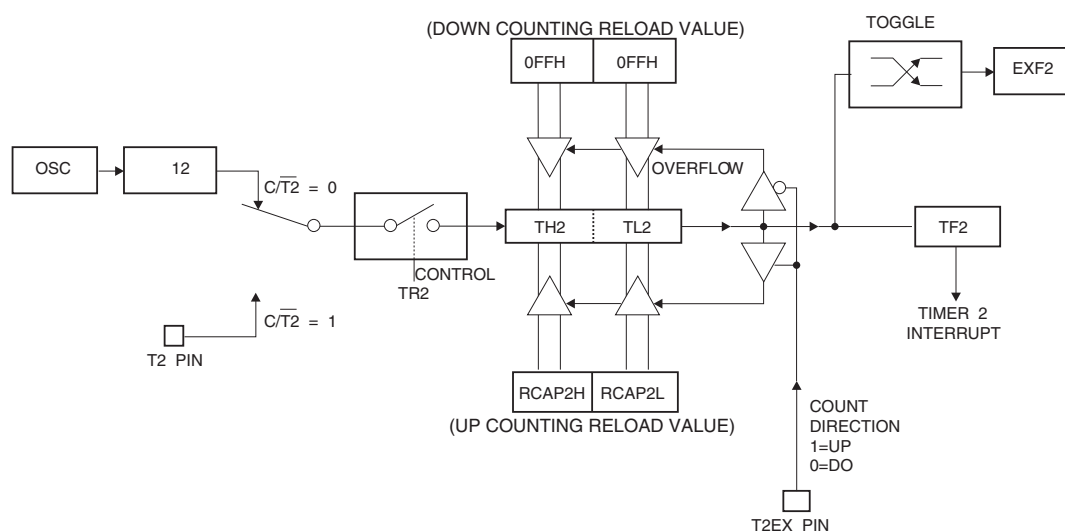 (DOWN COUNTING RELOAD VALUE)
TOGGLE
0FFH
0FFH
EXF2
OSC
12
OVERFLOW
C/T2̅ = 0
TH2
TL2
TF2
CONTROL
TR2
C/T2̅ = 1
T2 PIN
TIMER 2
INTERRUPT
RCAP2H
RCAP2L
(UP COUNTING RELOAD VALUE)
COUNT
DIRECTION
1=UP
0=DO
T2EX PIN